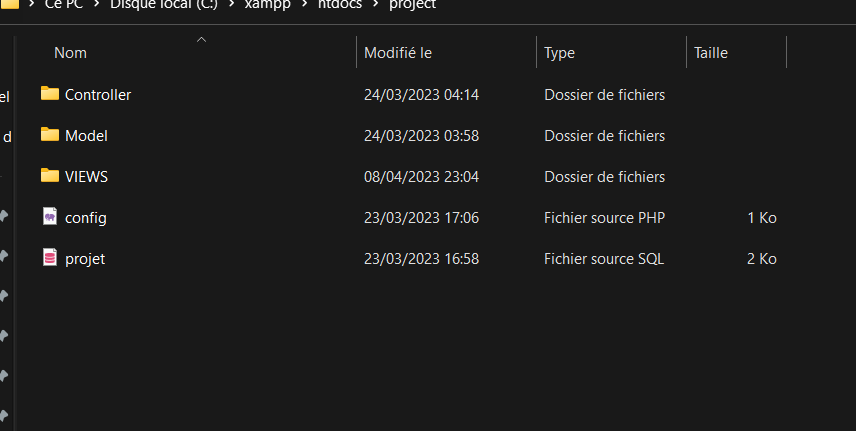 Ce PC > Disque local (C:) > xampp > htdocs > project
Nom Modifié le Type Taille
el
Controller 24/03/2023 04:14 Dossier de fichiers
d
Model 24/03/2023 03:58 Dossier de fichiers
VIEWS 08/04/2023 23:04 Dossier de fichiers
config 23/03/2023 17:06 Fichier source PHP 1 Ko
projet 23/03/2023 16:58 Fichier source SQL 2 Ko